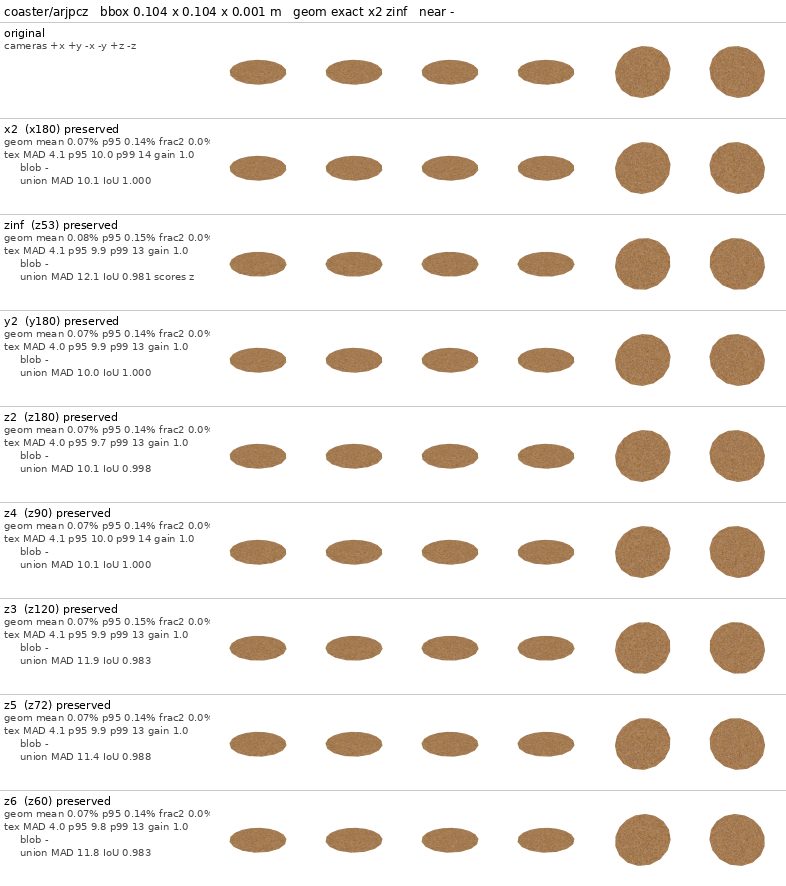 coaster/arjpcz   bbox 0.104 x 0.104 x 0.001 m   geom exact x2 zinf   near -
original
cameras +x +y -x -y +z -z
x2  (x180) preserved
geom mean 0.07% p95 0.14% frac2 0.0%
tex MAD 4.1 p95 10.0 p99 14 gain 1.0
blob -
union MAD 10.1 IoU 1.000
zinf  (z53) preserved
geom mean 0.08% p95 0.15% frac2 0.0%
tex MAD 4.1 p95 9.9 p99 13 gain 1.0
blob -
union MAD 12.1 IoU 0.981 scores z
y2  (y180) preserved
geom mean 0.07% p95 0.14% frac2 0.0%
tex MAD 4.0 p95 9.9 p99 13 gain 1.0
blob -
union MAD 10.0 IoU 1.000
z2  (z180) preserved
geom mean 0.07% p95 0.14% frac2 0.0%
tex MAD 4.0 p95 9.7 p99 13 gain 1.0
blob -
union MAD 10.1 IoU 0.998
z4  (z90) preserved
geom mean 0.07% p95 0.14% frac2 0.0%
tex MAD 4.1 p95 10.0 p99 14 gain 1.0
blob -
union MAD 10.1 IoU 1.000
z3  (z120) preserved
geom mean 0.07% p95 0.15% frac2 0.0%
tex MAD 4.1 p95 9.9 p99 13 gain 1.0
blob -
union MAD 11.9 IoU 0.983
z5  (z72) preserved
geom mean 0.07% p95 0.14% frac2 0.0%
tex MAD 4.1 p95 9.9 p99 13 gain 1.0
blob -
union MAD 11.4 IoU 0.988
z6  (z60) preserved
geom mean 0.07% p95 0.14% frac2 0.0%
tex MAD 4.0 p95 9.8 p99 13 gain 1.0
blob -
union MAD 11.8 IoU 0.983